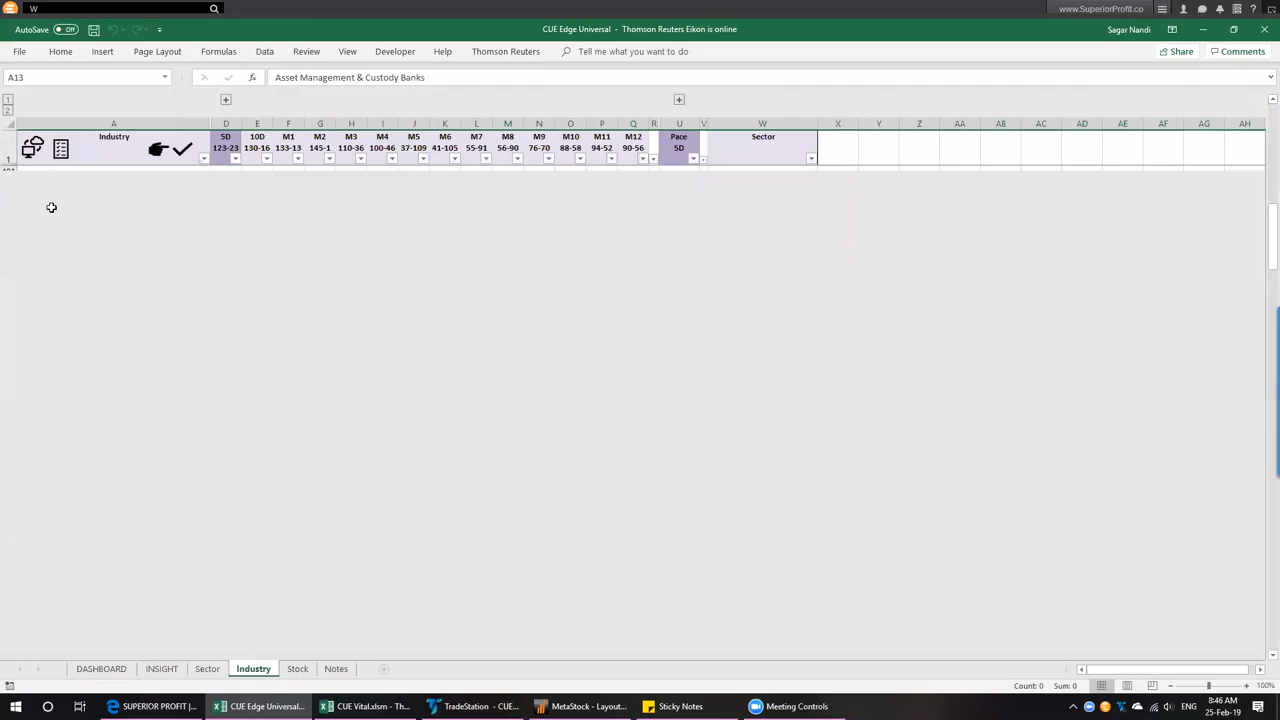 W
www.SuperiorProfit.co
AutoSave Off
CUE Edge Universal - Thomson Reuters Eikon is online
Sagar Nandi
File Home Insert Page Layout Formulas Data Review View Developer Help Thomson Reuters Tell me what you want to do
Share Comments
A13
fx Asset Management & Custody Banks
1
2
A D E F G H I J K L M N O P Q R U V W X Y Z AA AB AC AD AE AF AG AH
Industry 5D 10D M1 M2 M3 M4 M5 M6 M7 M8 M9 M10 M11 M12 Pace Sector
123-23 130-16 133-13 145-1 110-36 100-46 37-109 41-105 55-91 56-90 76-70 88-58 94-52 90-56 5D
1
DASHBOARD INSIGHT Sector Industry Stock Notes
Count: 0 Sum: 0 100%
SUPERIOR PROFIT |... CUE Edge Universal... CUE Vital.xlsm - Th... TradeStation - CUE... MetaStock - Layout... Sticky Notes Meeting Controls
ENG
8:46 AM
25-Feb-19